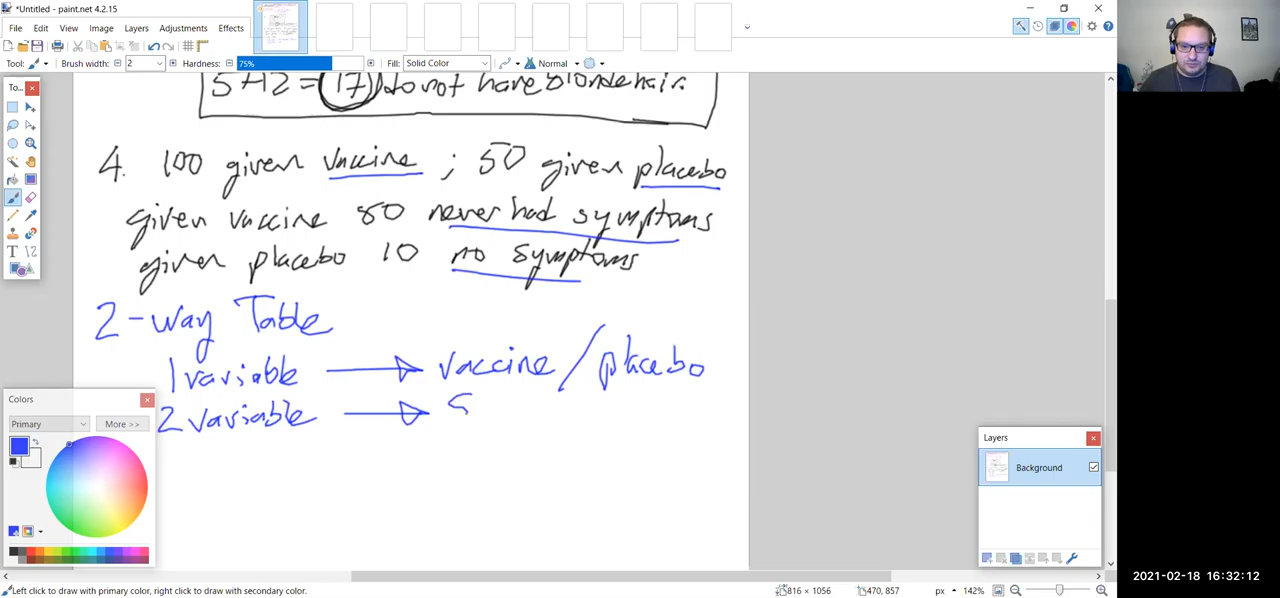 *Untitled - paint.net 4.2.15
File Edit View Image Layers Adjustments Effects
Tool: Brush width: 2 Hardness: 75% Fill: Solid Color Normal
To...
5+12 = 17 do not have blonde hair.
4. 100 given vaccine ; 50 given placebo
given vaccine 80 never had symptoms
given placebo 10 no symptoms
2-way Table
1 variable vaccine/placebo
2 variable S
Colors
Primary More >>
Layers
Background
Left click to draw with primary color, right click to draw with secondary color.
816 × 1056 470, 857 px 142%
2021-02-18 16:32:12